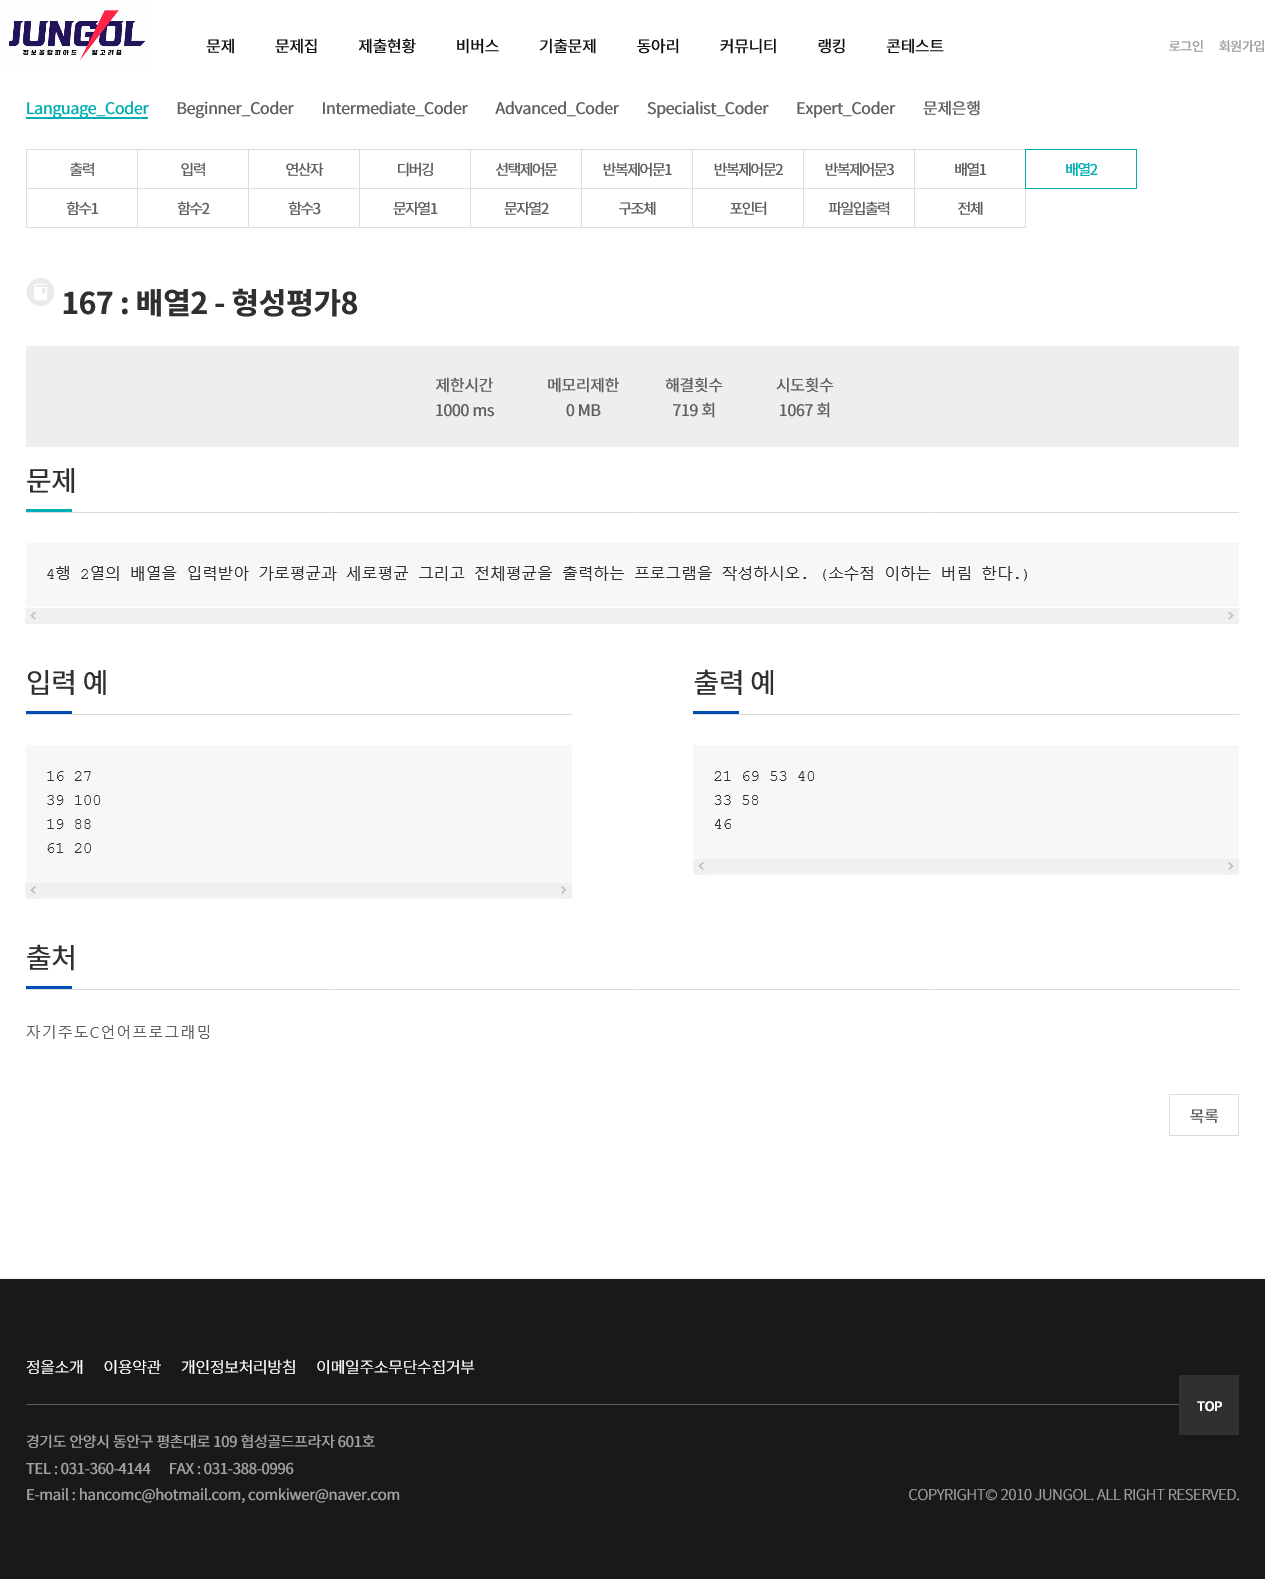 JUNGOL
정보올림피아드 알고리즘
문제 문제집 제출현황 비버스 기출문제 동아리 커뮤니티 랭킹 콘테스트 로그인 회원가입
Language_Coder Beginner_Coder Intermediate_Coder Advanced_Coder Specialist_Coder Expert_Coder 문제은행
출력 입력 연산자 디버깅 선택제어문 반복제어문1 반복제어문2 반복제어문3 배열1 배열2
함수1 함수2 함수3 문자열1 문자열2 구조체 포인터 파일입출력 전체
167 : 배열2 - 형성평가8
제한시간 메모리제한 해결횟수 시도횟수
1000 ms 0 MB 719 회 1067 회
문제
4행 2열의 배열을 입력받아 가로평균과 세로평균 그리고 전체평균을 출력하는 프로그램을 작성하시오. (소수점 이하는 버림 한다.)
입력 예
16 27
39 100
19 88
61 20
출력 예
21 69 53 40
33 58
46
출처
자기주도C언어프로그래밍
목록
정올소개 이용약관 개인정보처리방침 이메일주소무단수집거부
TOP
경기도 안양시 동안구 평촌대로 109 협성골드프라자 601호
TEL : 031-360-4144 FAX : 031-388-0996
E-mail : hancomc@hotmail.com, comkiwer@naver.com
COPYRIGHT© 2010 JUNGOL. ALL RIGHT RESERVED.